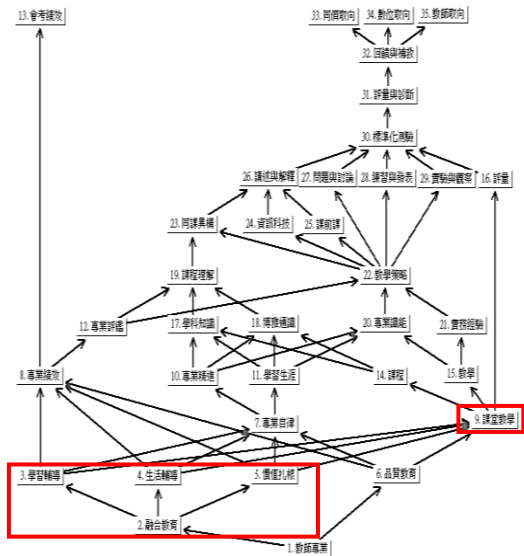 13.會考績效
33.同儕取向
34.數位取向
35.教師取向
32.回饋與補救
31.評量與診斷
30.標準化測驗
26.講述與解釋
27.問題與討論
28.練習與發表
29.實驗與觀察
16.評量
23.同課異構
24.資訊科技
25.課前課
19.課程理解
22.教學策略
12.專業評鑑
17.學科知識
18.博雅通識
20.專業識能
21.實務經驗
8.專業績效
10.專業精進
11.學習生涯
14.課程
15.教學
7.專業自律
9.課堂教學
3.學習輔導
4.生活輔導
5.價值扎根
6.品質教育
2.融合教育
1.教師專業